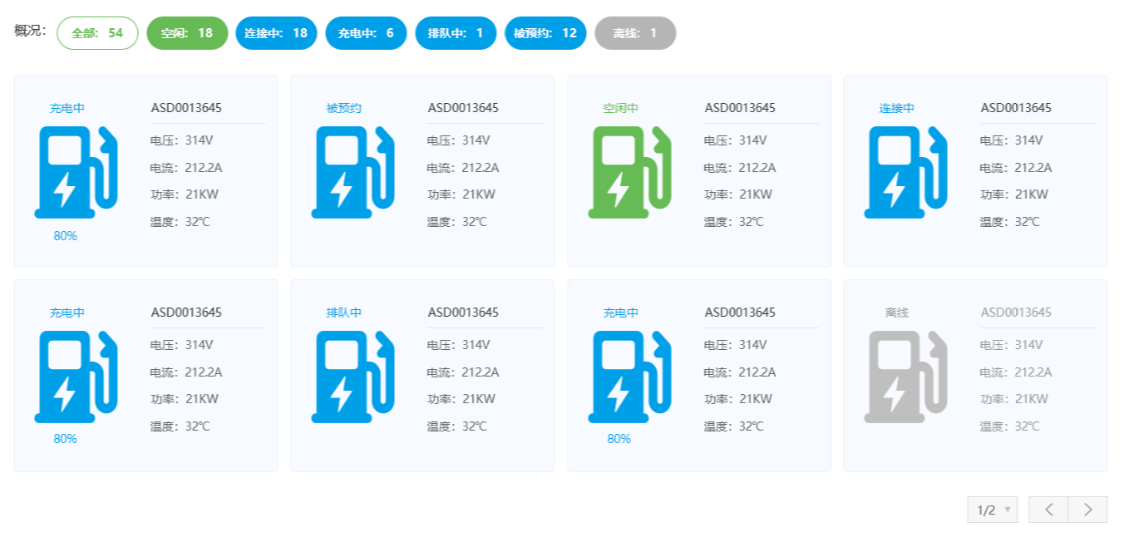 概况： 全部： 54 空闲： 18 连接中： 18 充电中： 6 排队中： 1 被预约： 12 离线： 1
充电中
ASD0013645
电压：314V
电流：212.2A
功率：21KW
温度：32℃
80%
被预约
ASD0013645
电压：314V
电流：212.2A
功率：21KW
温度：32℃
空闲中
ASD0013645
电压：314V
电流：212.2A
功率：21KW
温度：32℃
连接中
ASD0013645
电压：314V
电流：212.2A
功率：21KW
温度：32℃
充电中
ASD0013645
电压：314V
电流：212.2A
功率：21KW
温度：32℃
80%
排队中
ASD0013645
电压：314V
电流：212.2A
功率：21KW
温度：32℃
充电中
ASD0013645
电压：314V
电流：212.2A
功率：21KW
温度：32℃
80%
离线
ASD0013645
电压：314V
电流：212.2A
功率：21KW
温度：32℃
1/2